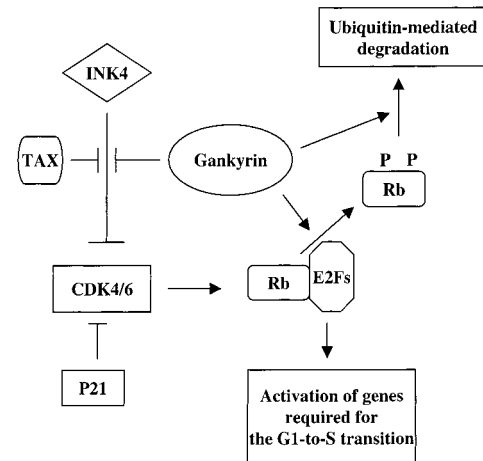 Ubiquitin-mediated
degradation
INK4
TAX
Gankyrin
P P
Rb
CDK4/6
Rb
E2Fs
P21
Activation of genes
required for
the G1-to-S transition